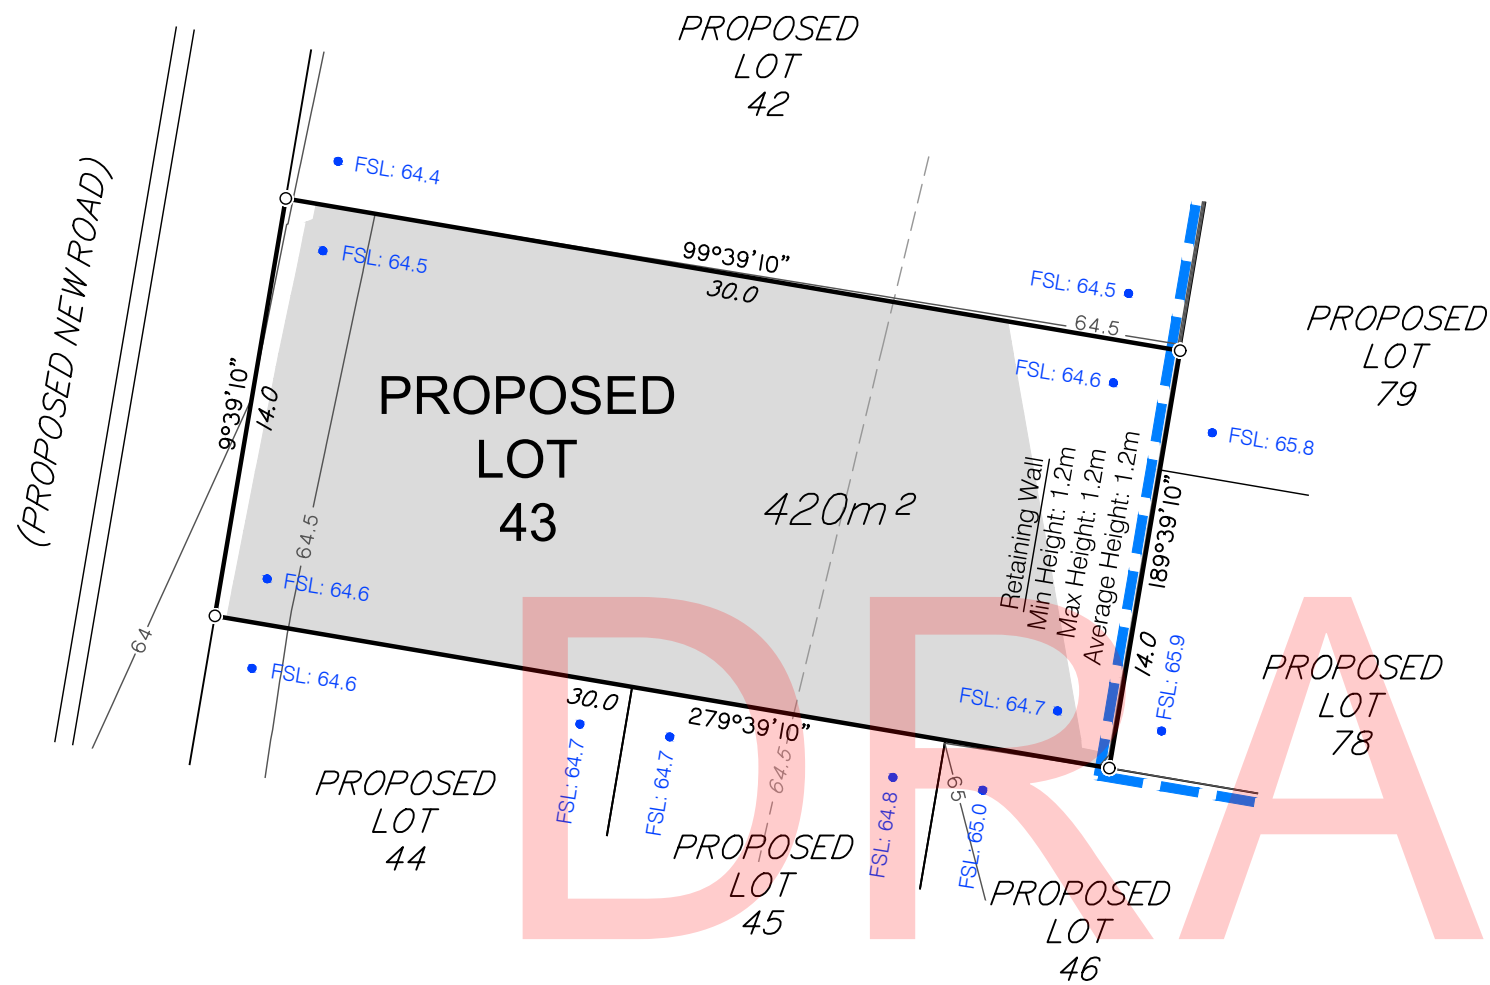 PROPOSED
LOT
42
FSL: 64.4
(PROPOSED NEW ROAD)
FSL: 64.5
99°39'10"
30.0
FSL: 64.5
64.5
PROPOSED
LOT
79
FSL: 64.6
9°39'10"
14.0
PROPOSED
LOT
43
420m²
FSL: 65.8
Retaining Wall
Min Height: 1.2m
Max Height: 1.2m
Average Height: 1.2m
189°39'10"
64.5
FSL: 64.6
64
FSL: 64.6
30.0
279°39'10"
FSL: 64.7
14.0
FSL: 65.9
PROPOSED
LOT
78
FSL: 64.7
FSL: 64.7
64.5
FSL: 64.8
65
FSL: 65.0
PROPOSED
LOT
44
PROPOSED
LOT
45
PROPOSED
LOT
46
DRA